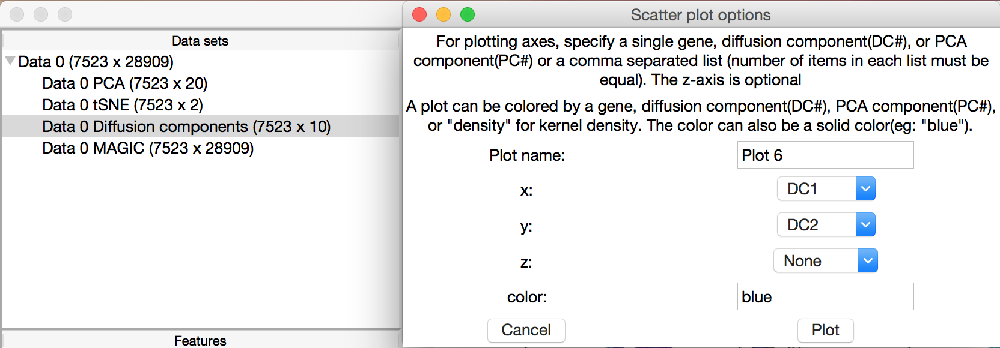 Data sets
Data 0 (7523 x 28909)
Data 0 PCA (7523 x 20)
Data 0 tSNE (7523 x 2)
Data 0 Diffusion components (7523 x 10)
Data 0 MAGIC (7523 x 28909)
Features
Scatter plot options
For plotting axes, specify a single gene, diffusion component(DC#), or PCA
component(PC#) or a comma separated list (number of items in each list must be
equal). The z-axis is optional
A plot can be colored by a gene, diffusion component(DC#), PCA component(PC#),
or "density" for kernel density. The color can also be a solid color(eg: "blue").
Plot name: Plot 6
x: DC1
y: DC2
z: None
color: blue
Cancel Plot